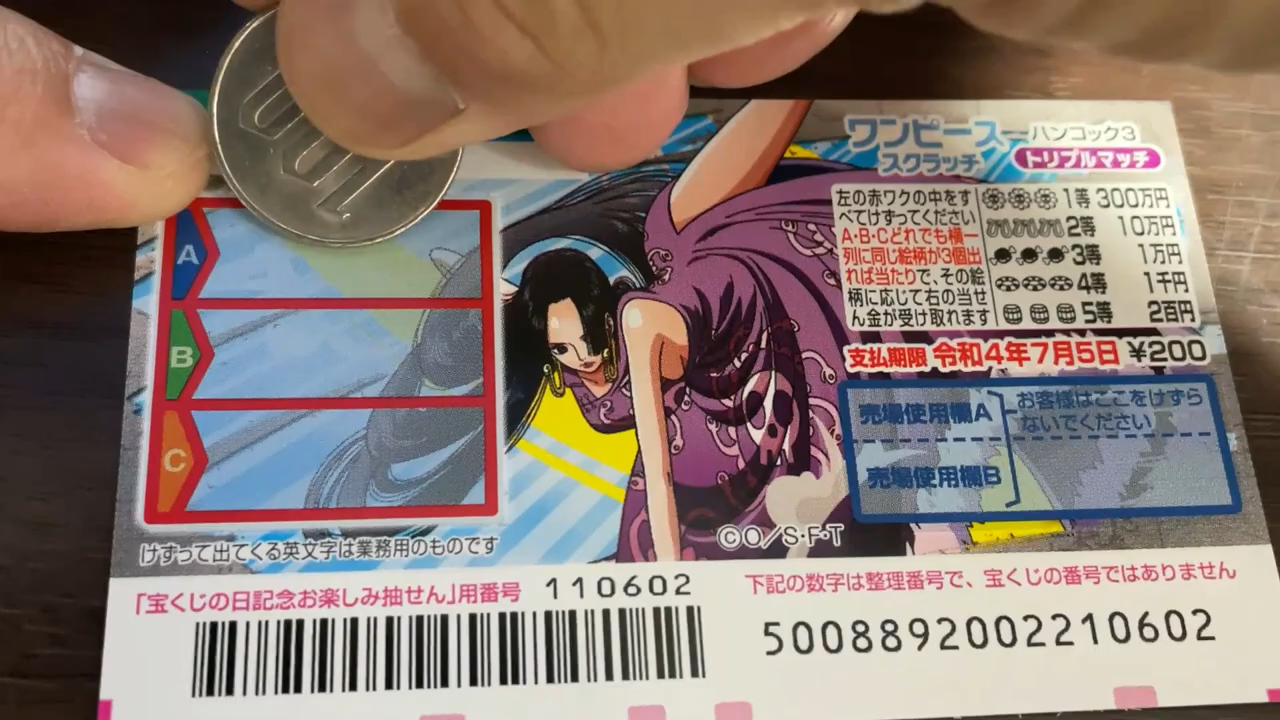 100
ワンピース
スクラッチ
ハンコック3
トリプルマッチ
左の赤ワクの中をす
べてけずってください
A・B・Cどれでも横一
列に同じ絵柄が3個出
れば当たりで、その絵
柄に応じて右の当せ
ん金が受け取れます
1等 300万円
2等 10万円
3等 1万円
4等 1千円
5等 2百円
支払期限 令和4年7月5日 ¥200
A
B
C
売場使用欄A
売場使用欄B
お客様はここをけずら
ないでください
©O/S・F・T
けずって出てくる英文字は業務用のものです
「宝くじの日記念お楽しみ抽せん」用番号 110602
下記の数字は整理番号で、宝くじの番号ではありません
5008892002210602